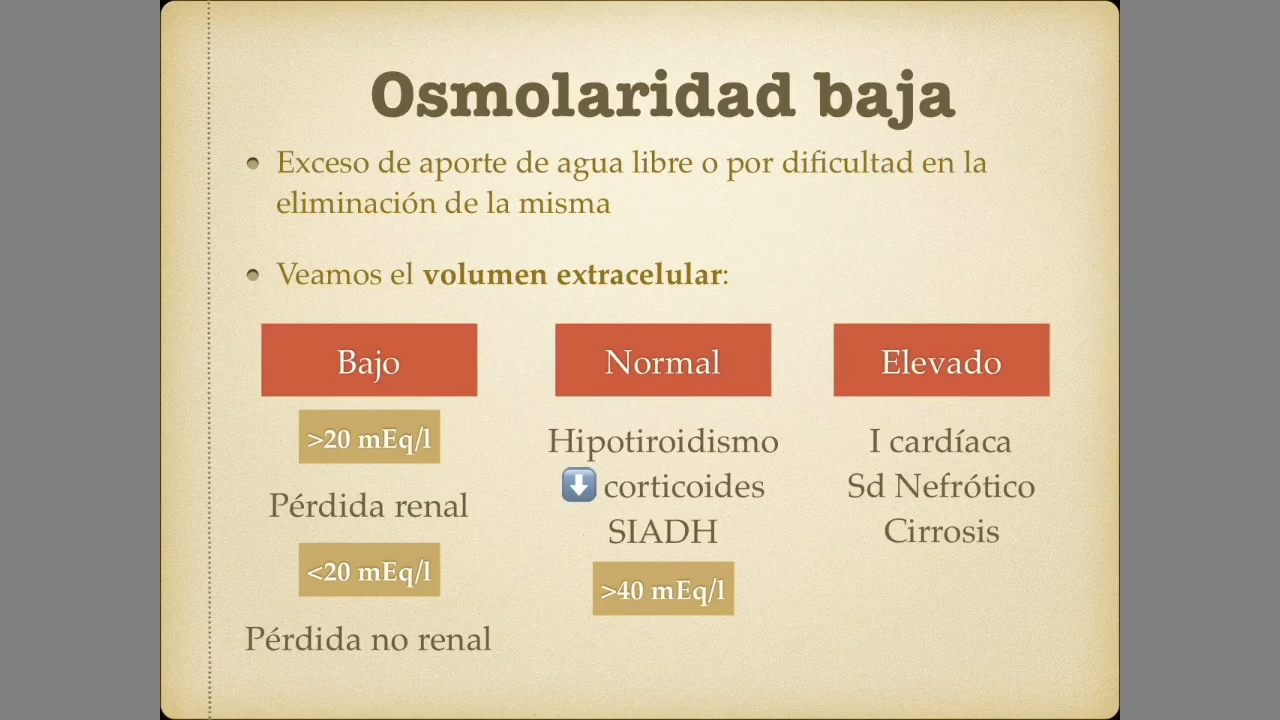 Osmolaridad baja
Exceso de aporte de agua libre o por dificultad en la
eliminación de la misma
Veamos el volumen extracelular:
Bajo
>20 mEq/l
Pérdida renal
<20 mEq/l
Pérdida no renal
Normal
Hipotiroidismo
⬇️ corticoides
SIADH
>40 mEq/l
Elevado
I cardíaca
Sd Nefrótico
Cirrosis